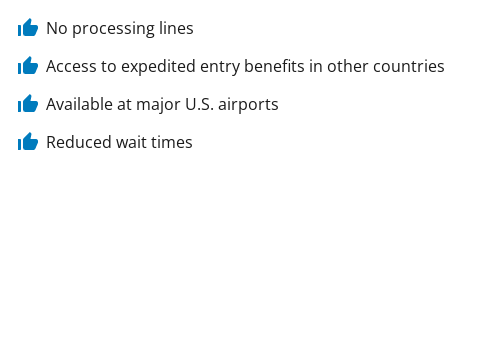 No processing lines
Access to expedited entry benefits in other countries
Available at major U.S. airports
Reduced wait times